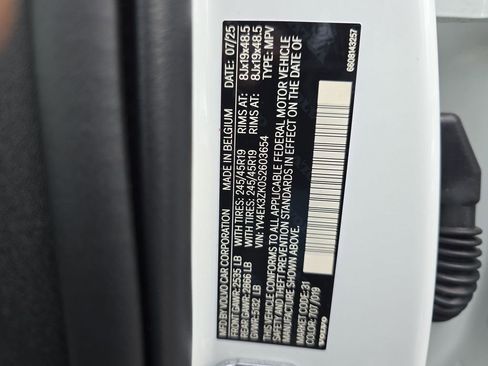 MFD BY VOLVO CAR CORPORATION MADE IN BELGIUM DATE: 07/25
FRONT GAWR: 2535 LB WITH TIRES: 245/45R19 RIMS AT: 8Jx19x48.5
REAR GAWR: 2866 LB WITH TIRES: 245/45R19 RIMS AT: 8Jx19x48.5
GVWR: 5132 LB VIN: YV4EK3ZK0S2603654 TYPE: MPV
THIS VEHICLE CONFORMS TO ALL APPLICABLE FEDERAL MOTOR VEHICLE
SAFETY AND THEFT PREVENTION STANDARDS IN EFFECT ON THE DATE OF
MANUFACTURE SHOWN ABOVE.
MARKET CODE: 31
COLOR: 707/019
VOLVO 6608143257